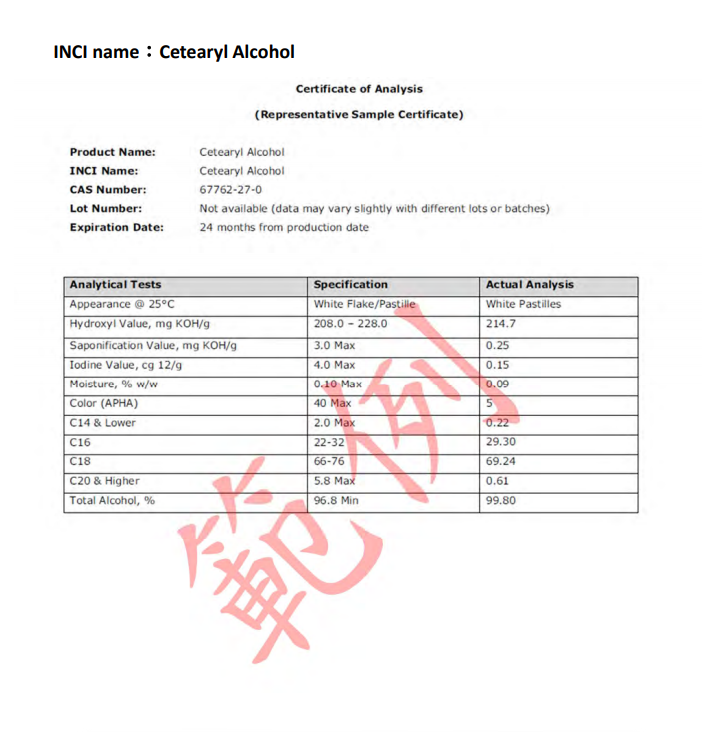 INCI name：Cetearyl Alcohol
Certificate of Analysis
(Representative Sample Certificate)
Product Name: Cetearyl Alcohol
INCI Name: Cetearyl Alcohol
CAS Number: 67762-27-0
Lot Number: Not available (data may vary slightly with different lots or batches)
Expiration Date: 24 months from production date
Analytical Tests Specification Actual Analysis
Appearance @ 25°C White Flake/Pastille White Pastilles
Hydroxyl Value, mg KOH/g 208.0 – 228.0 214.7
Saponification Value, mg KOH/g 3.0 Max 0.25
Iodine Value, cg 12/g 4.0 Max 0.15
Moisture, % w/w 0.10 Max 0.09
Color (APHA) 40 Max 5
C14 & Lower 2.0 Max 0.22
C16 22-32 29.30
C18 66-76 69.24
C20 & Higher 5.8 Max 0.61
Total Alcohol, % 96.8 Min 99.80
範例